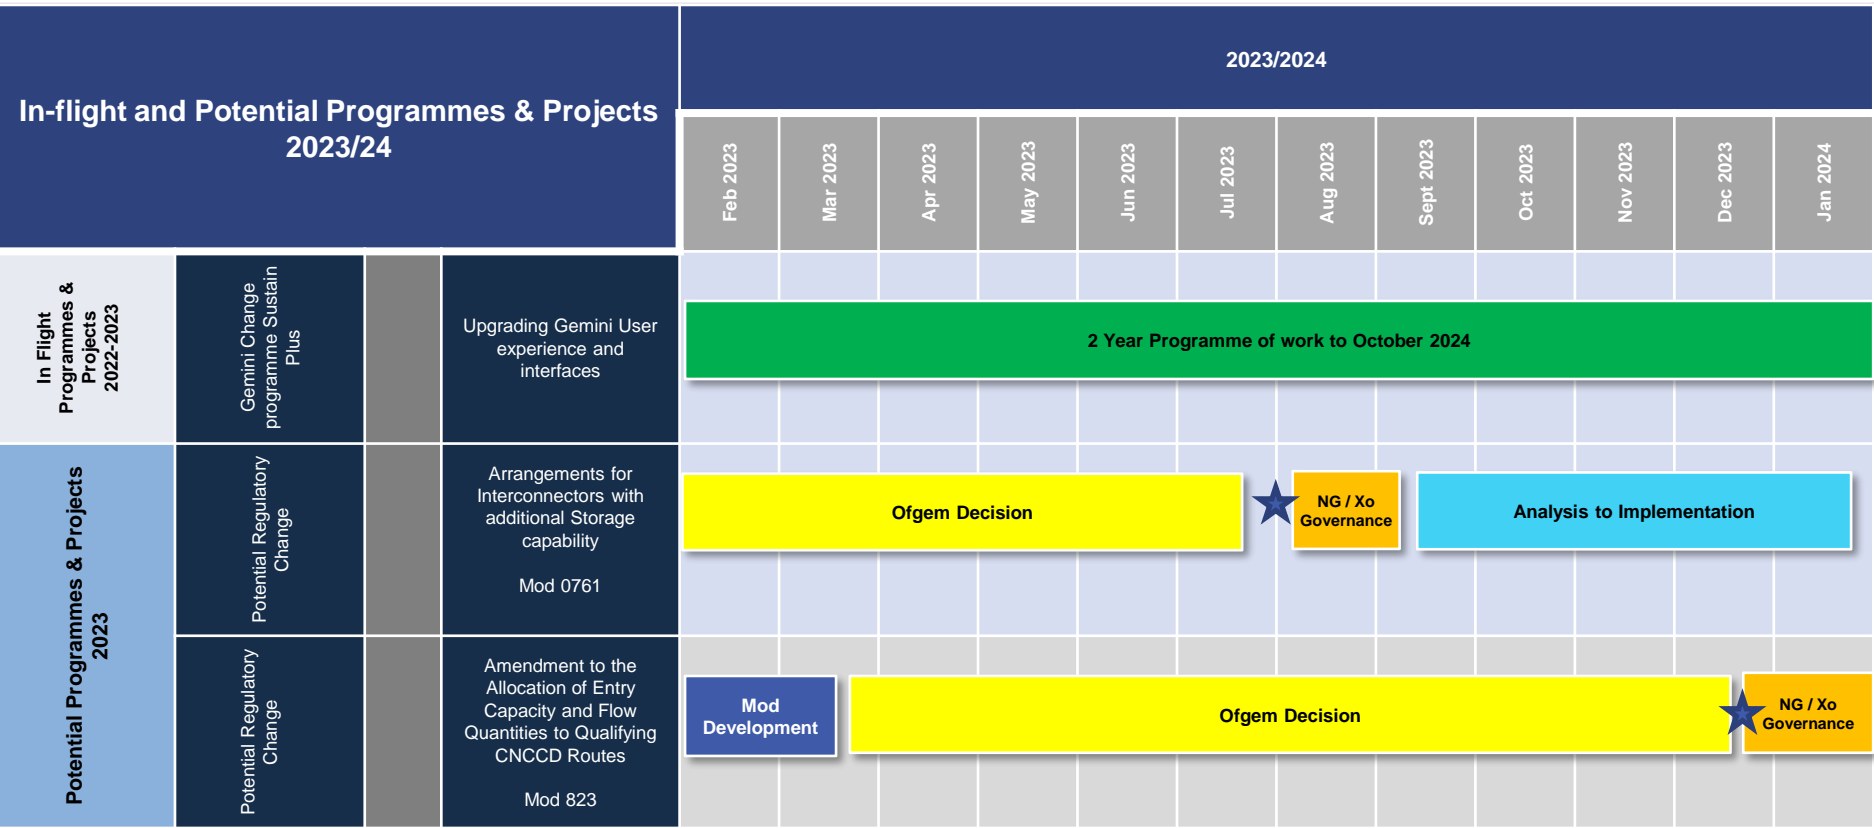 In-flight and Potential Programmes & Projects
2023/24
2023/2024
Feb 2023
Mar 2023
Apr 2023
May 2023
Jun 2023
Jul 2023
Aug 2023
Sept 2023
Oct 2023
Nov 2023
Dec 2023
Jan 2024
In Flight
Programmes &
Projects
2022-2023
Gemini Change
programme Sustain
Plus
Upgrading Gemini User
experience and
interfaces
2 Year Programme of work to October 2024
Potential Programmes & Projects
2023
Potential Regulatory
Change
Arrangements for
Interconnectors with
additional Storage
capability
Mod 0761
Ofgem Decision
NG / Xo
Governance
Analysis to Implementation
Potential Regulatory
Change
Amendment to the
Allocation of Entry
Capacity and Flow
Quantities to Qualifying
CNCCD Routes
Mod 823
Mod
Development
Ofgem Decision
NG / Xo
Governance